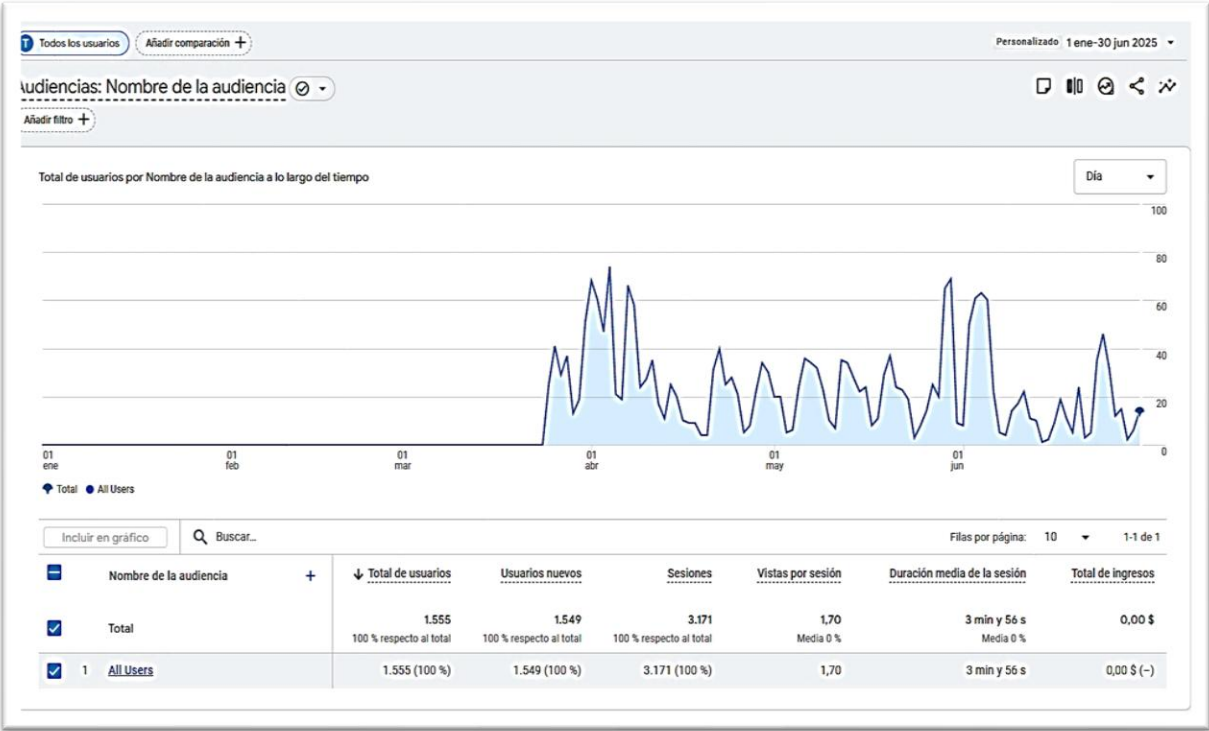 T Todos los usuarios Añadir comparación + Personalizado 1 ene-30 jun 2025
Audiencias: Nombre de la audiencia
Añadir filtro +
Total de usuarios por Nombre de la audiencia a lo largo del tiempo
Día
100
80
60
40
20
0
01 ene
01 feb
01 mar
01 abr
01 may
01 jun
Total All Users
Incluir en gráfico Buscar... Filas por página: 10 1-1 de 1
Nombre de la audiencia + ↓ Total de usuarios Usuarios nuevos Sesiones Vistas por sesión Duración media de la sesión Total de ingresos
Total 1.555 1.549 3.171 1,70 3 min y 56 s 0,00 $
100 % respecto al total 100 % respecto al total 100 % respecto al total Media 0 % Media 0 %
1 All Users 1.555 (100 %) 1.549 (100 %) 3.171 (100 %) 1,70 3 min y 56 s 0,00 $ (–)